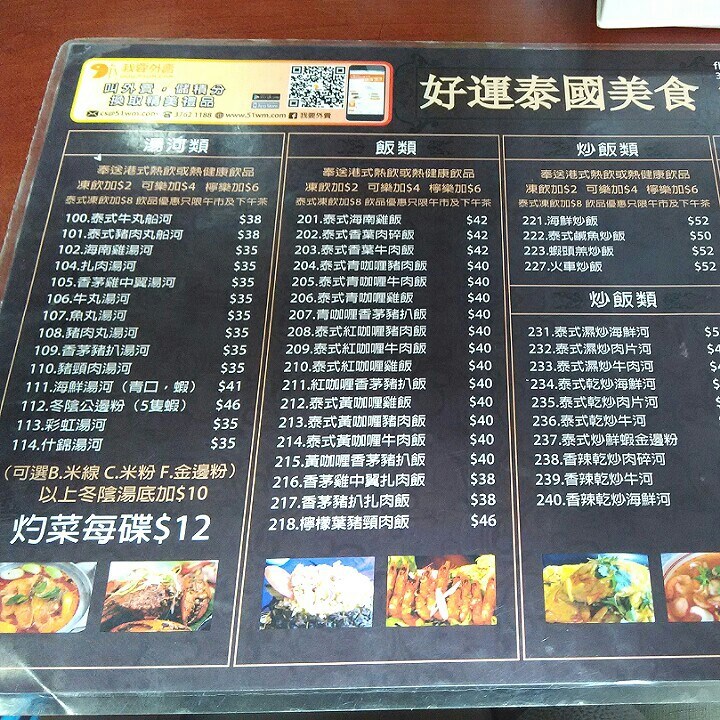 我要外賣
叫外賣。儲積分
換取精美禮品
cs@51wm.com 3762 1188 www.51wm.com 我要外賣
好運泰國美食
湯河類
奉送港式熱飲或熱健康飲品
凍飲加$2 可樂加$4 檸樂加$6
泰式凍飲加$8 飲品優惠只限午市及下午茶
100.泰式牛丸船河 $38
101.泰式豬肉丸船河 $38
102.海南雞湯河 $35
104.扎肉湯河 $35
105.香茅雞中翼湯河 $35
106.牛丸湯河 $35
107.魚丸湯河 $35
108.豬肉丸湯河 $35
109.香茅豬扒湯河 $35
110.豬頸肉湯河 $35
111.海鮮湯河（青口，蝦） $41
112.冬陰公邊粉（5隻蝦） $46
113.彩虹湯河 $35
114.什錦湯河 $35
（可選B.米線 C.米粉 F.金邊粉）
以上冬陰湯底加$10
灼菜每碟$12
飯類
奉送港式熱飲或熱健康飲品
凍飲加$2 可樂加$4 檸樂加$6
泰式凍飲加$8 飲品優惠只限午市及下午茶
201.泰式海南雞飯 $42
202.泰式香葉肉碎飯 $42
203.泰式香葉牛肉飯 $42
204.泰式青咖喱豬肉飯 $40
205.泰式青咖喱牛肉飯 $40
206.泰式青咖喱雞飯 $40
207.青咖喱香茅豬扒飯 $40
208.泰式紅咖喱豬肉飯 $40
209.泰式紅咖喱牛肉飯 $40
210.泰式紅咖喱雞飯 $40
211.紅咖喱香茅豬扒飯 $40
212.泰式黃咖喱雞飯 $40
213.泰式黃咖喱豬肉飯 $40
214.泰式黃咖喱牛肉飯 $40
215.黃咖喱香茅豬扒飯 $40
216.香茅雞中翼扎肉飯 $38
217.香茅豬扒扎肉飯 $38
218.檸檬葉豬頸肉飯 $46
炒飯類
奉送港式熱飲或熱健康飲品
凍飲加$2 可樂加$4 檸樂加$6
泰式凍飲加$8 飲品優惠只限午市及下午茶
221.海鮮炒飯 $52
222.泰式鹹魚炒飯 $50
223.蝦頭羔炒飯 $52
227.火車炒飯 $52
炒飯類
231.泰式濕炒海鮮河
232.泰式濕炒肉片河
233.泰式濕炒牛肉河
234.泰式乾炒海鮮河
235.泰式乾炒肉片河
236.泰式乾炒牛河
237.泰式炒鮮蝦金邊粉
238.香辣乾炒肉碎河
239.香辣乾炒牛河
240.香辣乾炒海鮮河